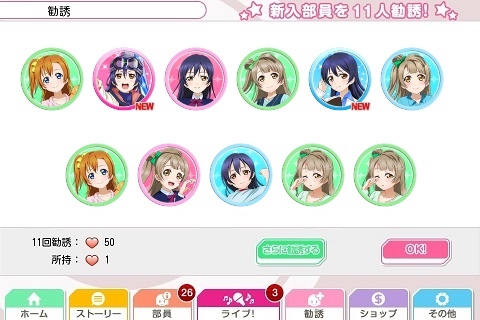 勧誘
新入部員を11人勧誘!
NEW
NEW
11回勧誘: 50
所持: 1
さらに勧誘する
OK!
26
3
ホーム
ストーリー
部員
ライブ!
勧誘
ショップ
その他